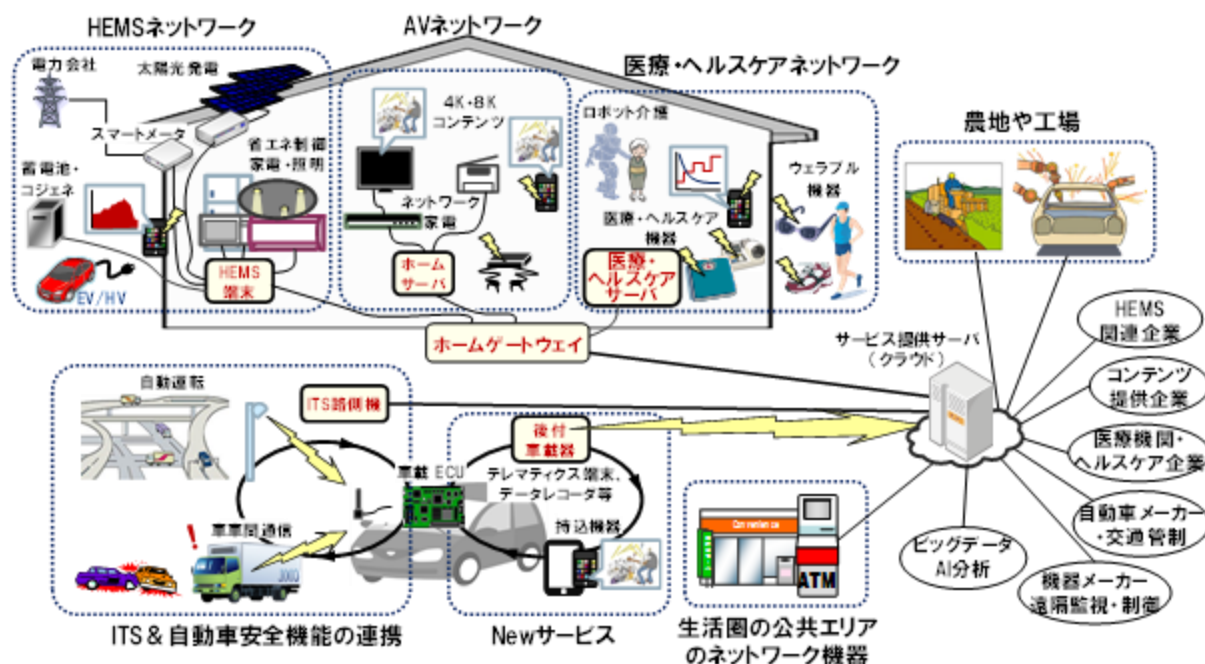 HEMSネットワーク
AVネットワーク
医療・ヘルスケアネットワーク
電力会社
太陽光発電
スマートメータ
省エネ制御
家電・照明
蓄電池・
コジェネ
EV/HV
HEMS
端末
4K・8K
コンテンツ
ネットワーク
家電
ホーム
サーバ
ロボット介護
ウェラブル
機器
医療・ヘルスケア
機器
医療・
ヘルスケア
サーバ
農地や工場
ホームゲートウェイ
サービス提供サーバ
(クラウド)
HEMS
関連企業
コンテンツ
提供企業
医療機関・
ヘルスケア企業
自動車メーカー
・交通管制
機器メーカー
遠隔監視・制御
ビッグデータ
AI分析
自動運転
ITS路側機
車載 ECU
車車間通信
後付
車載器
テレマティクス端末、
データレコーダ等
持込機器
Convenience
ATM
ITS & 自動車安全機能の連携
Newサービス
生活圏の公共エリア
のネットワーク機器